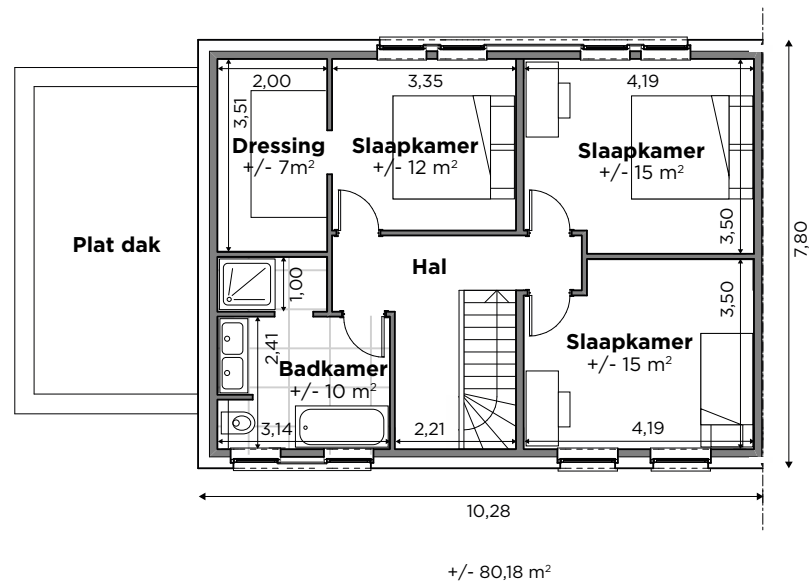 2,00
3,35
4,19
3,51
Dressing
+/- 7m²
Slaapkamer
+/- 12 m²
Slaapkamer
+/- 15 m²
3,50
7,80
Plat dak
Hal
1,00
3,50
2,41
Slaapkamer
+/- 15 m²
Badkamer
+/- 10 m²
3,14
2,21
4,19
10,28
+/- 80,18 m²